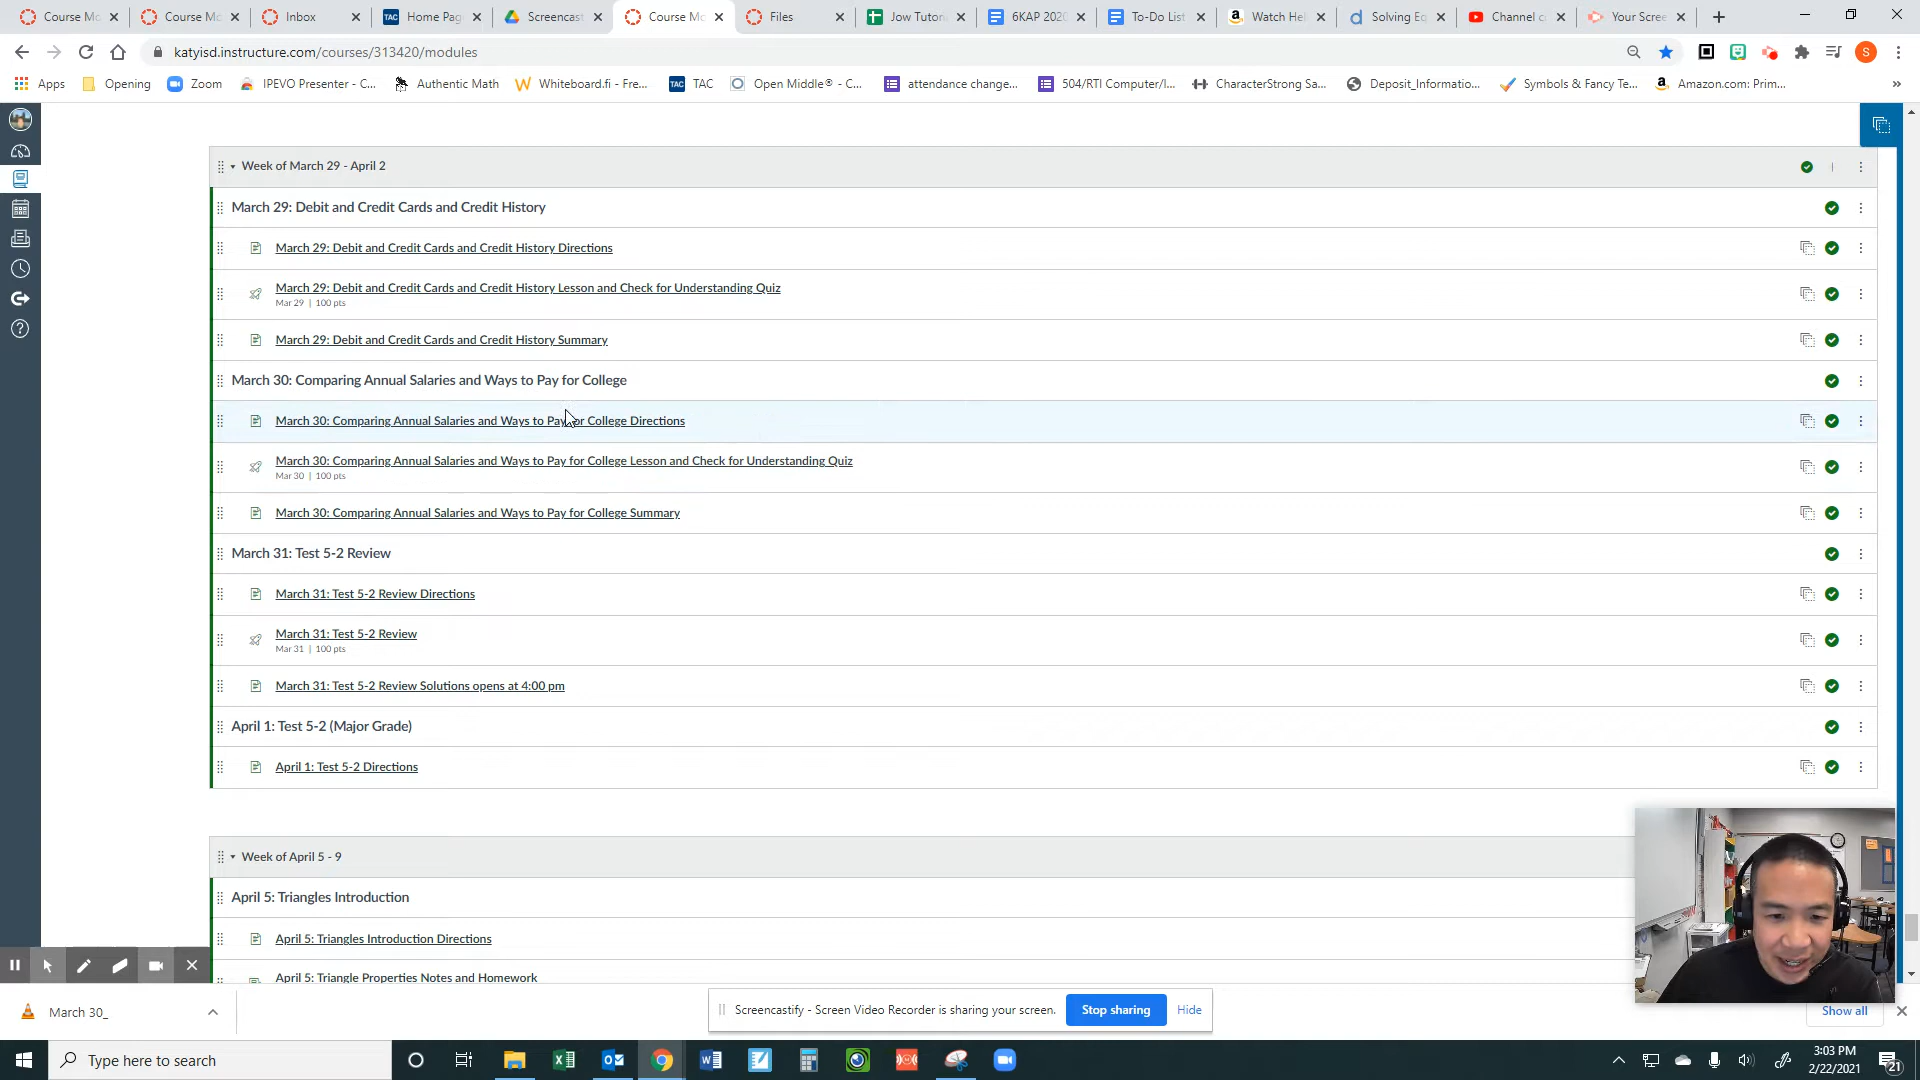 Course Mo
Course Mo
Inbox
TAC
Home Pag
Screencast
Course Mo
Files
Jow Tutori
6KAP 2020
To-Do List
Watch Hel
Solving Eq
Channel c
Your Scree
katyisd.instructure.com/courses/313420/modules
S
Apps
Opening
Zoom
IPEVO Presenter - C...
Authentic Math
Whiteboard.fi - Fre...
TAC
TAC
Open Middle® - C...
attendance change...
504/RTI Computer/I...
CharacterStrong Sa...
Deposit_Informatio...
Symbols & Fancy Te...
Amazon.com: Prim...
Week of March 29 - April 2
March 29: Debit and Credit Cards and Credit History
March 29: Debit and Credit Cards and Credit History Directions
March 29: Debit and Credit Cards and Credit History Lesson and Check for Understanding Quiz
Mar 29 | 100 pts
March 29: Debit and Credit Cards and Credit History Summary
March 30: Comparing Annual Salaries and Ways to Pay for College
March 30: Comparing Annual Salaries and Ways to Pay for College Directions
March 30: Comparing Annual Salaries and Ways to Pay for College Lesson and Check for Understanding Quiz
Mar 30 | 100 pts
March 30: Comparing Annual Salaries and Ways to Pay for College Summary
March 31: Test 5-2 Review
March 31: Test 5-2 Review Directions
March 31: Test 5-2 Review
Mar 31 | 100 pts
March 31: Test 5-2 Review Solutions opens at 4:00 pm
April 1: Test 5-2 (Major Grade)
April 1: Test 5-2 Directions
Week of April 5 - 9
April 5: Triangles Introduction
April 5: Triangles Introduction Directions
April 5: Triangle Properties Notes and Homework
March 30_
Screencastify - Screen Video Recorder is sharing your screen.
Stop sharing
Hide
Show all
Type here to search
3:03 PM
2/22/2021
21